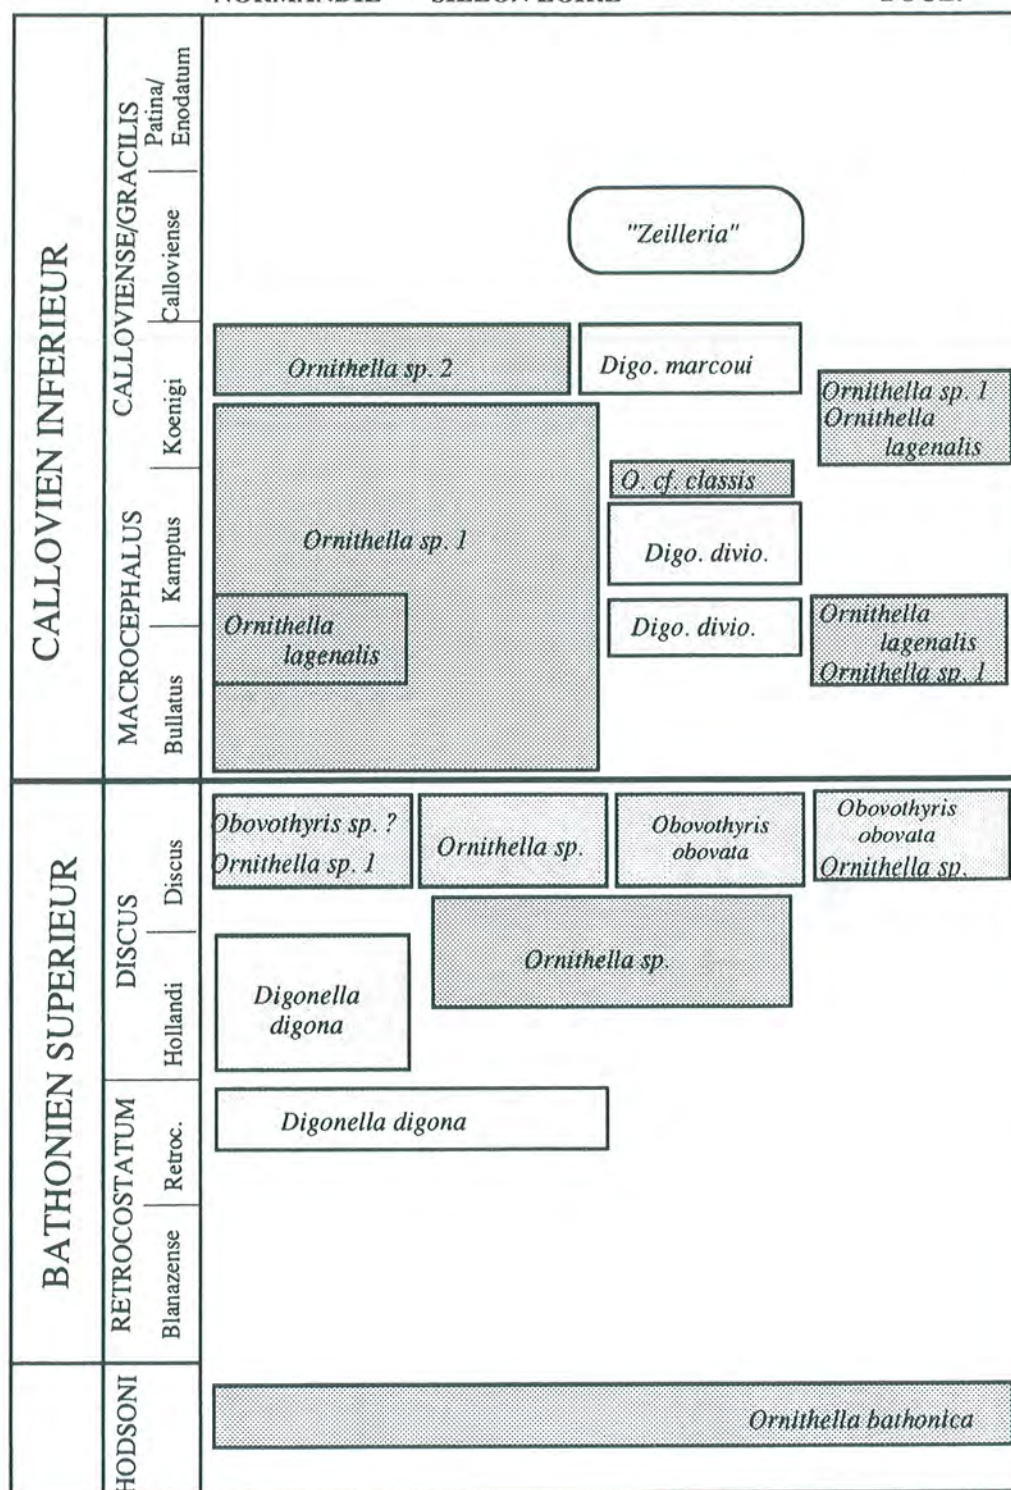 CALLOVIEN INFERIEUR
BATHONIEN SUPERIEUR
CALLOVIENSE/GRACILIS
MACROCEPHALUS
DISCUS
RETROCOSTATUM
HODSONI
Patina/
Enodatum
Calloviense
Koenigi
Kamptus
Bullatus
Discus
Hollandi
Retroc.
Blanazense
"Zeilleria"
Ornithella sp. 2
Digo. marcoui
Ornithella sp. 1
Ornithella
lagenalis
O. cf. classis
Ornithella sp. 1
Digo. divio.
Ornithella
lagenalis
Digo. divio.
Ornithella
lagenalis
Ornithella sp. 1
Obovothyris sp. ?
Ornithella sp. 1
Ornithella sp.
Obovothyris
obovata
Obovothyris
obovata
Ornithella sp.
Ornithella sp.
Digonella
digona
Digonella digona
Ornithella bathonica